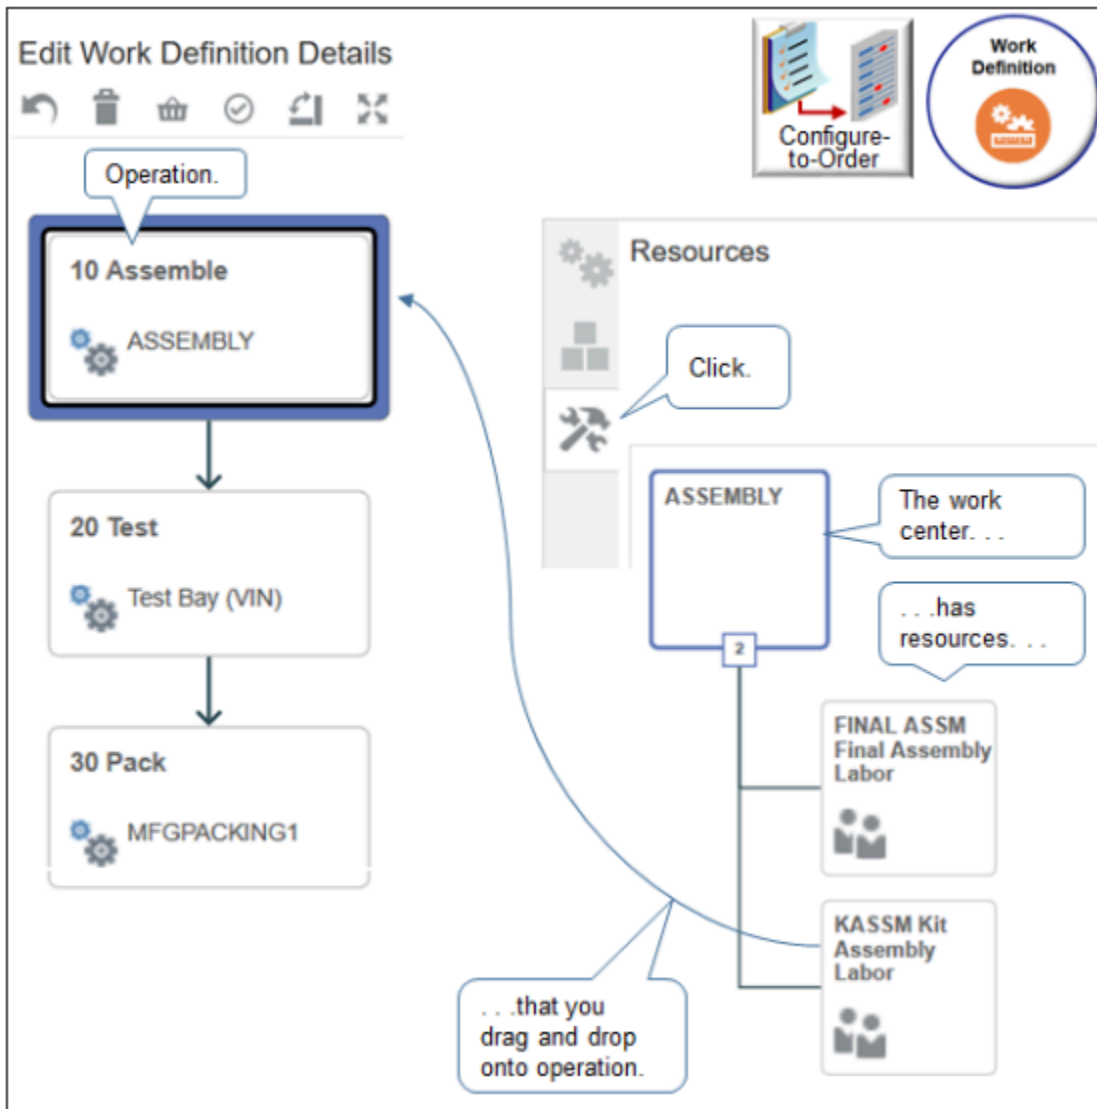 Edit Work Definition Details
Configure-
to-Order
Work
Definition
Operation.
10 Assemble
ASSEMBLY
20 Test
Test Bay (VIN)
30 Pack
MFGPACKING1
Resources
Click.
ASSEMBLY
2
The work
center. . .
. . .has
resources. . .
FINAL ASSM
Final Assembly
Labor
KASSM Kit
Assembly
Labor
. . .that you
drag and drop
onto operation.